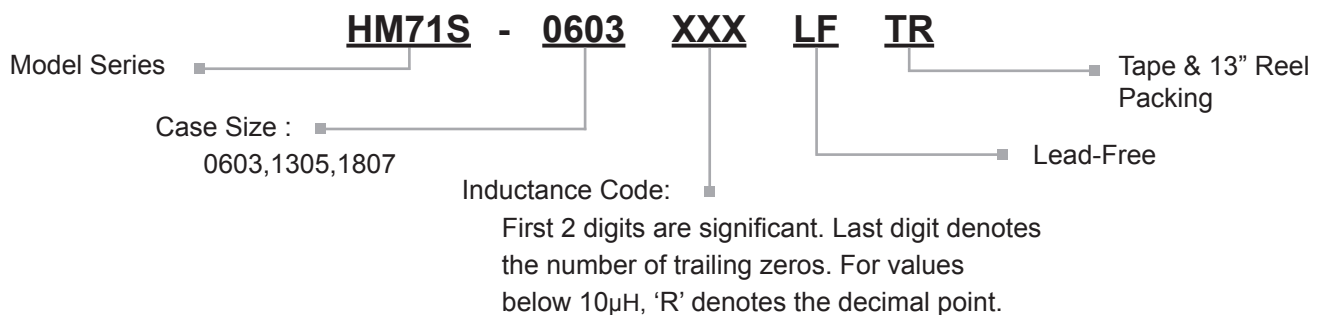 HM71S - 0603 XXX LF TR
Model Series
Tape & 13” Reel
Packing
Case Size :
0603,1305,1807
Lead-Free
Inductance Code:
First 2 digits are significant. Last digit denotes
the number of trailing zeros. For values
below 10µH, ‘R’ denotes the decimal point.